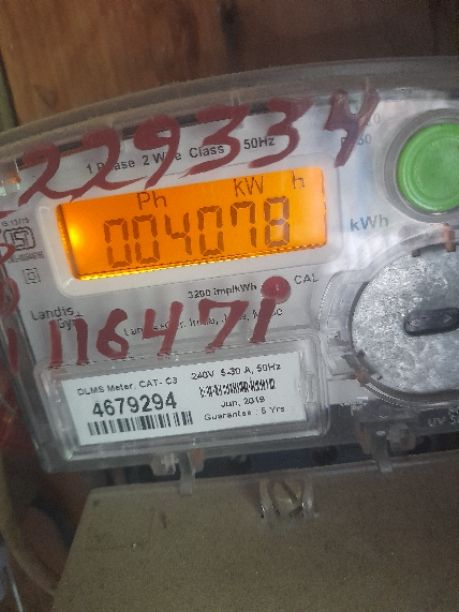 229334
1 Phase 2 Wire Class 50Hz
Ph KW h
004078
kWh
3200 imp/kWh CAL
Landis
Gyr
116471
DLMS Meter, CAT- C3 240V 5-30 A, 50Hz
4679294
Jun, 2019
Guarantee : 5 Yrs